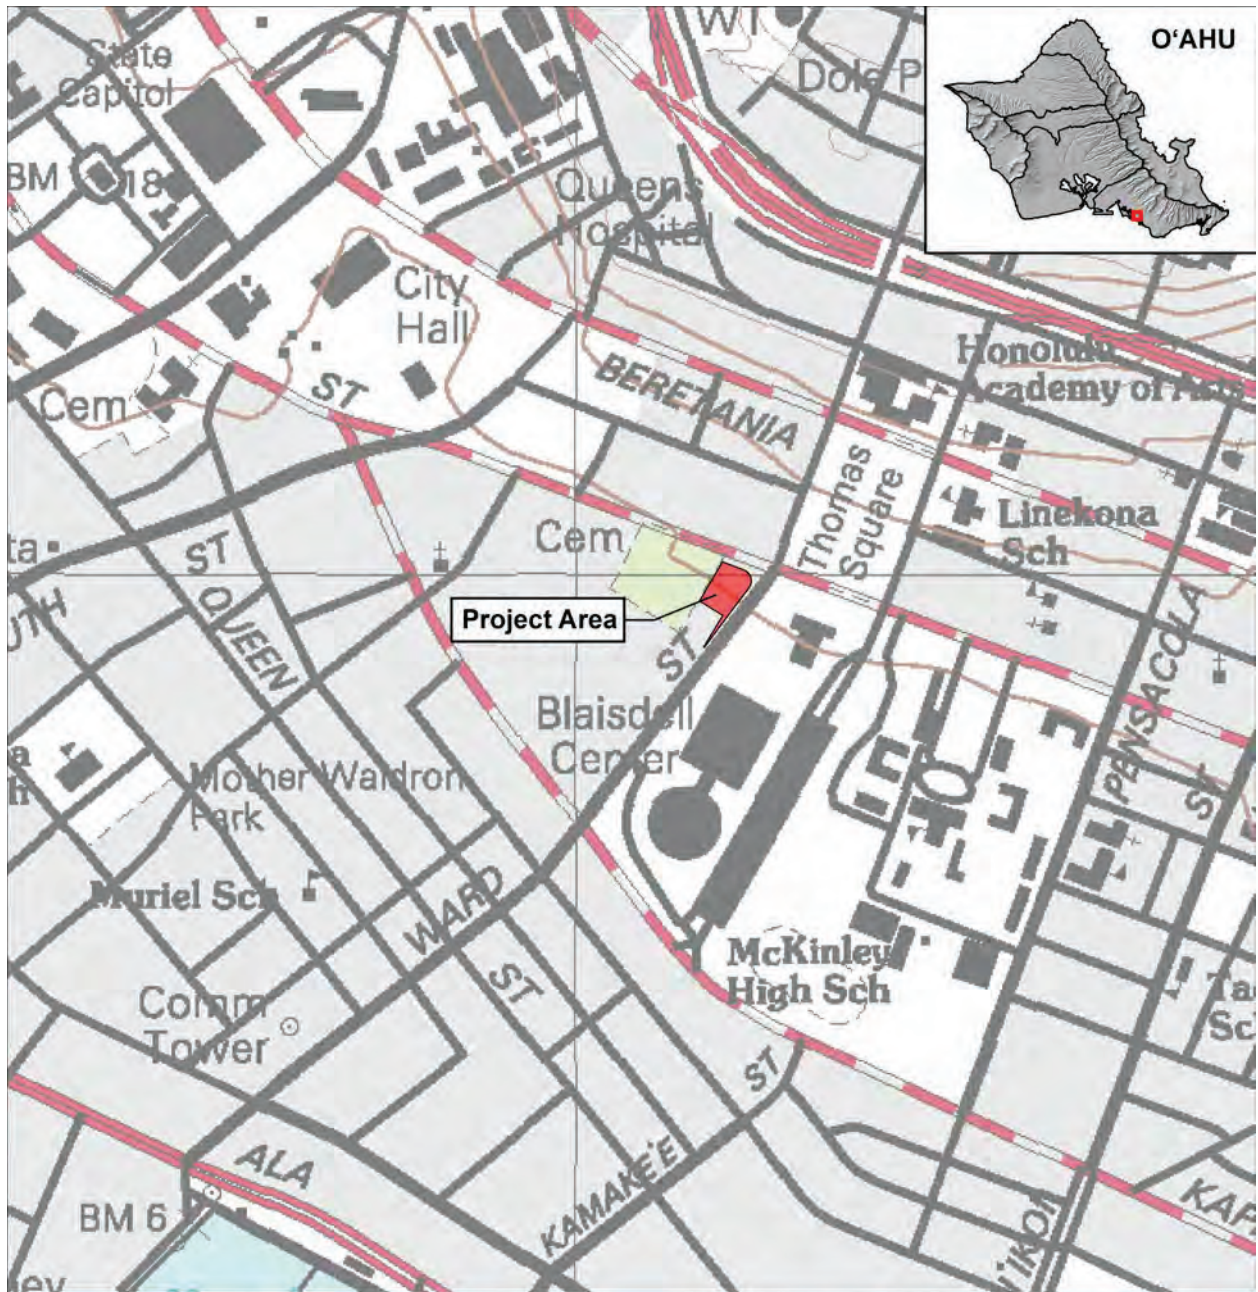 O‘AHU
State
Capitol
Dole P
BM
18
Queens
Hospital
City
Hall
Cem
ST
BERETANIA
Honolulu
Academy of Arts
Thomas
Square
Linekona
Sch
Cem
ST
QUEEN
Project Area
ST
PENSACOLA
ST
Blaisdell
Center
Mother Waldron
Park
Muriel Sch
WARD
ST
McKinley
High Sch
Comm
Tower
ST
ALA
KAMAKEE
BM 6